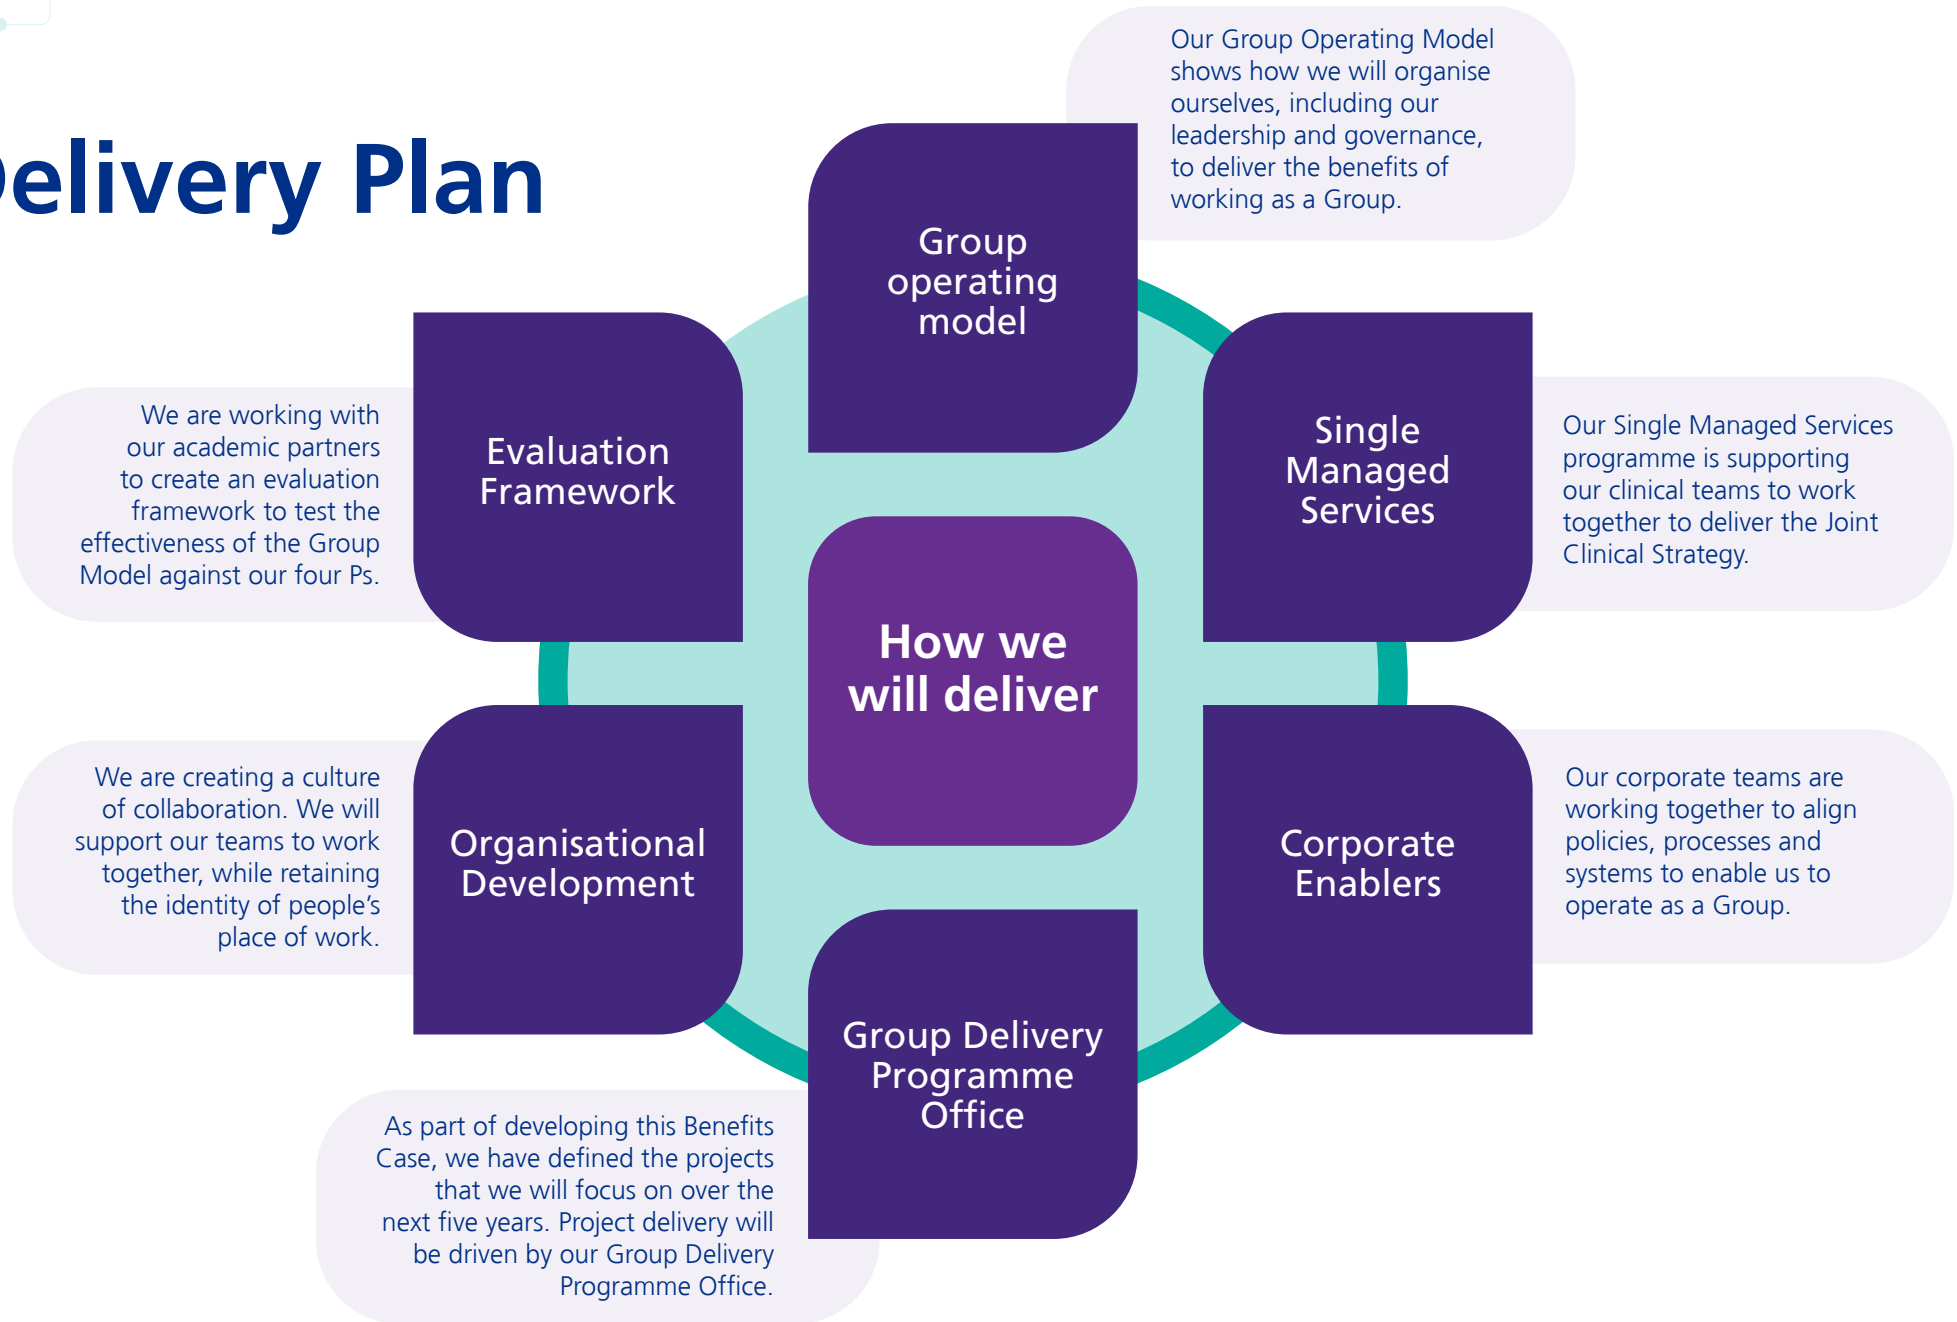 Delivery Plan
Our Group Operating Model
shows how we will organise
ourselves, including our
leadership and governance,
to deliver the benefits of
working as a Group.
Group
operating
model
Evaluation
Framework
We are working with
our academic partners
to create an evaluation
framework to test the
effectiveness of the Group
Model against our four Ps.
Single
Managed
Services
Our Single Managed Services
programme is supporting
our clinical teams to work
together to deliver the Joint
Clinical Strategy.
How we
will deliver
Organisational
Development
We are creating a culture
of collaboration. We will
support our teams to work
together, while retaining
the identity of people’s
place of work.
Corporate
Enablers
Our corporate teams are
working together to align
policies, processes and
systems to enable us to
operate as a Group.
Group Delivery
Programme
Office
As part of developing this Benefits
Case, we have defined the projects
that we will focus on over the
next five years. Project delivery will
be driven by our Group Delivery
Programme Office.